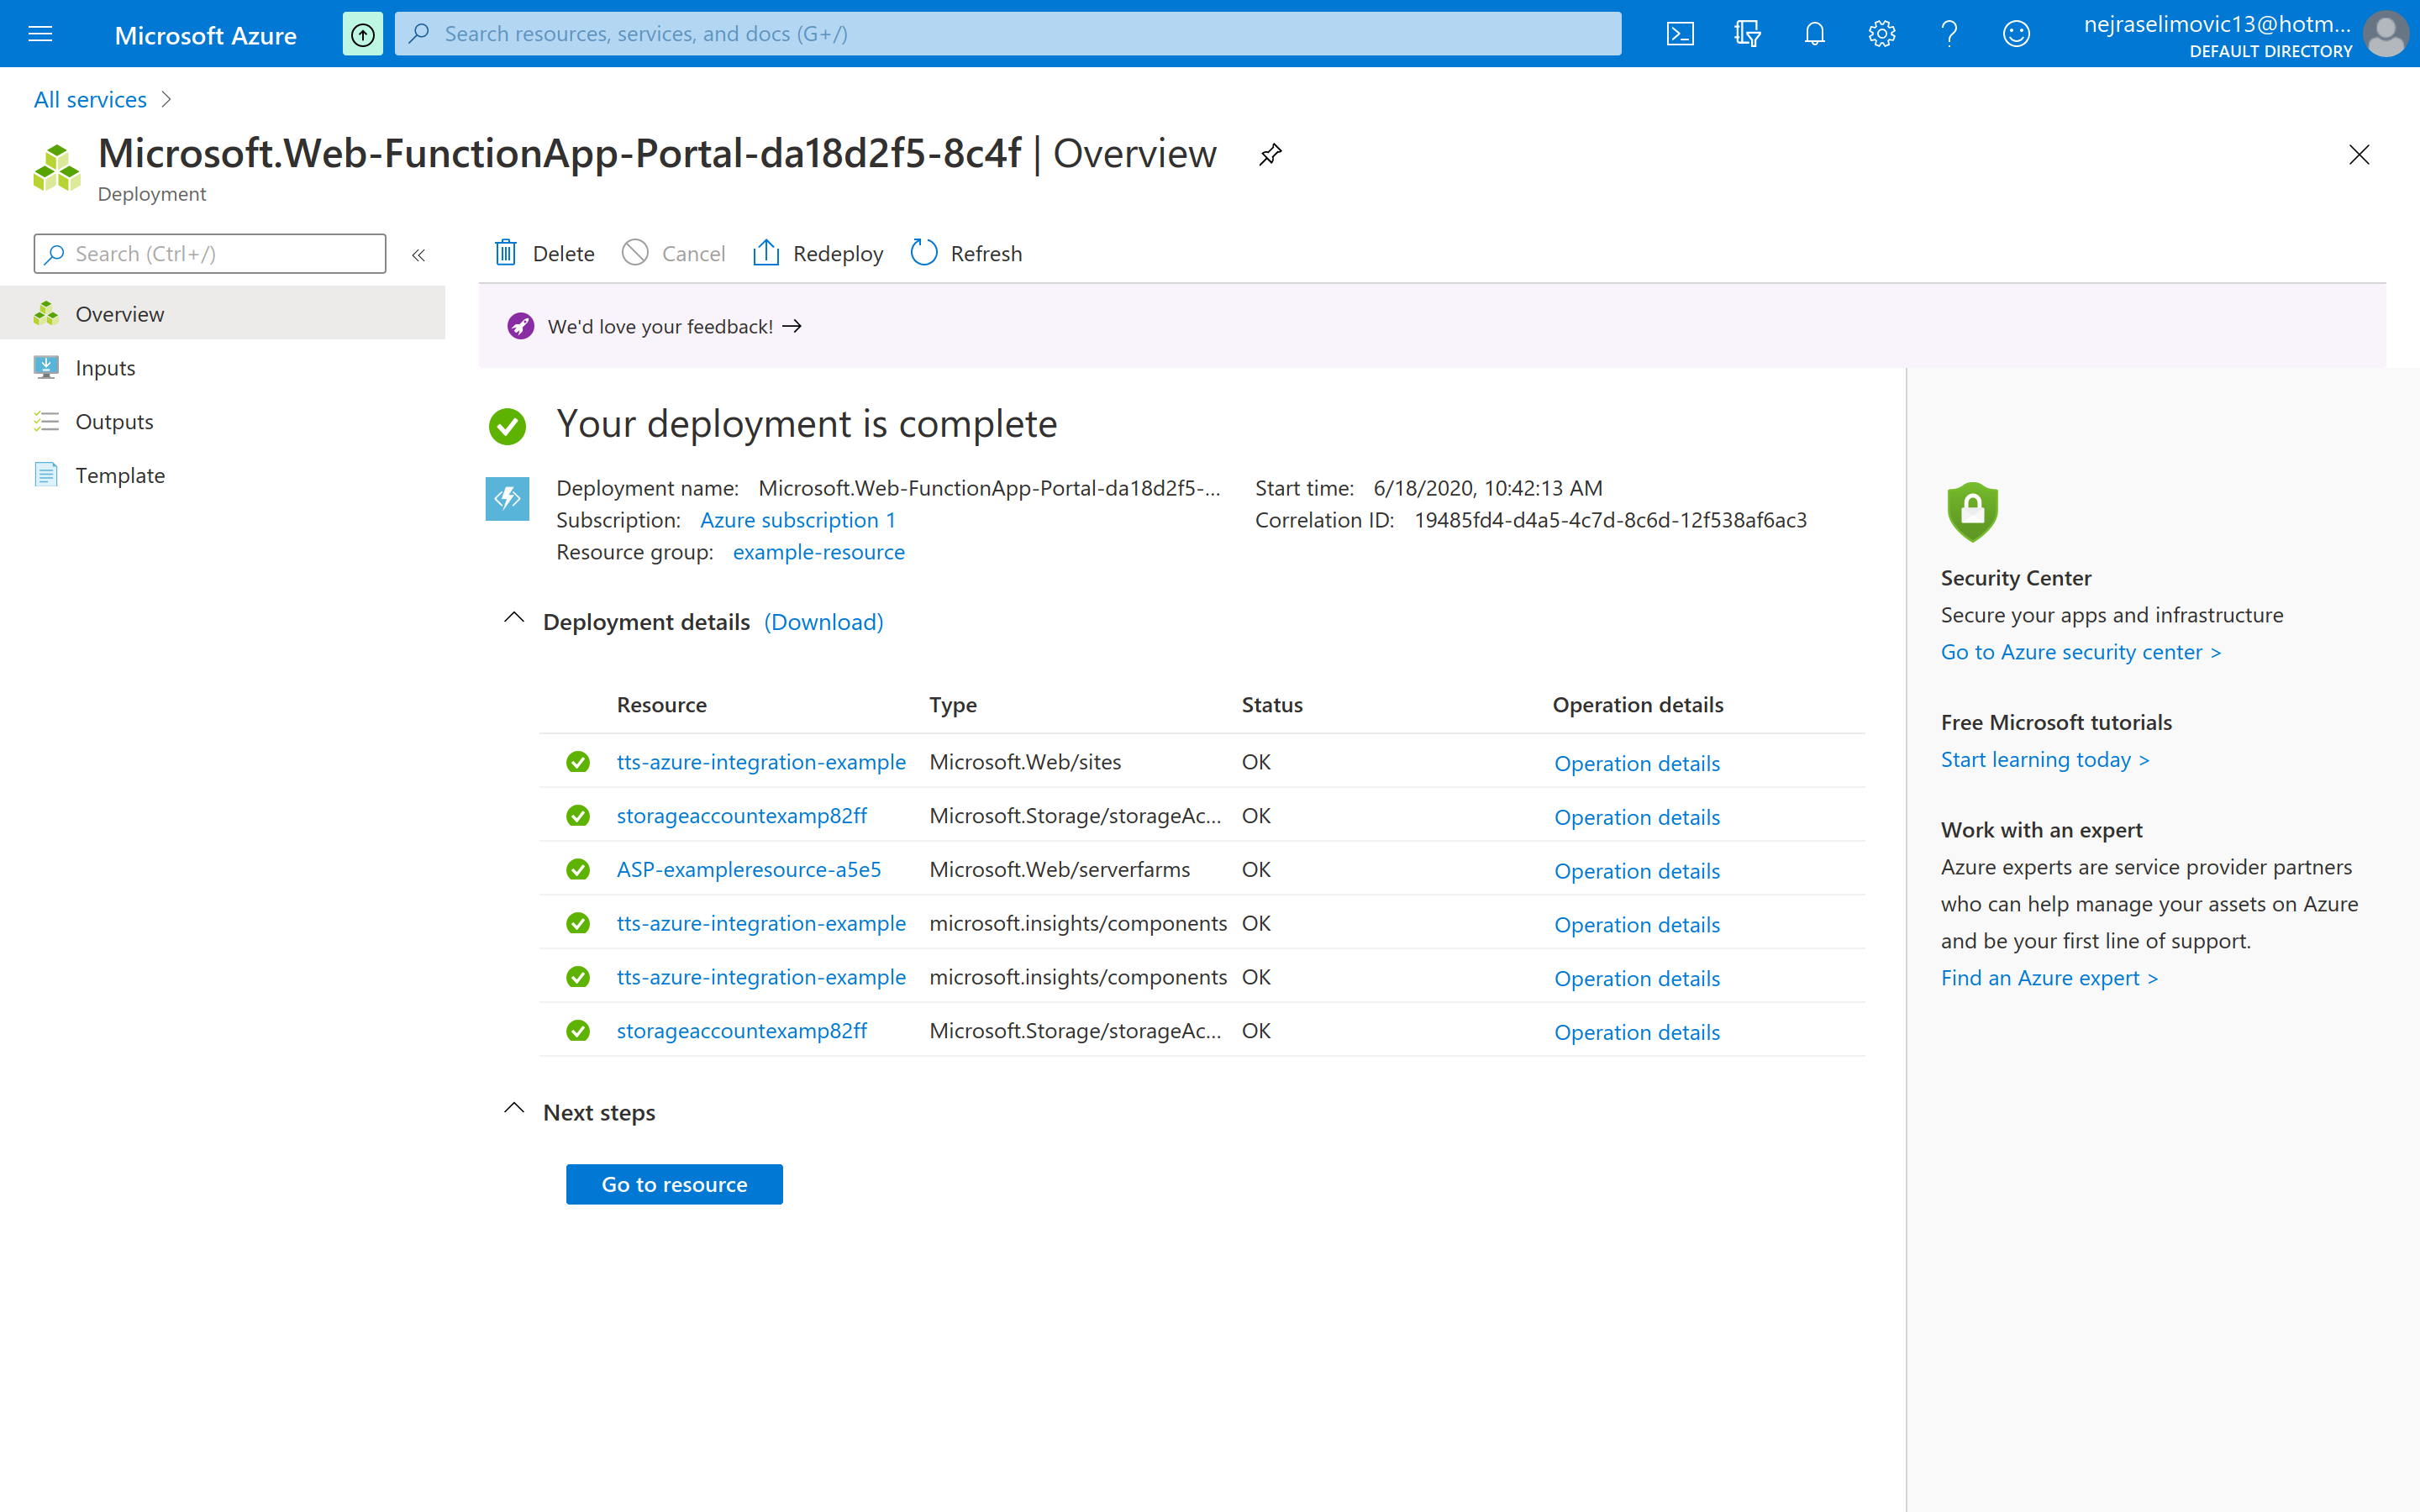 Microsoft Azure
Search resources, services, and docs (G+/)
nejraselimovic13@hotm...
DEFAULT DIRECTORY
All services
Microsoft.Web-FunctionApp-Portal-da18d2f5-8c4f | Overview
Deployment
Search (Ctrl+/)
«
Overview
Inputs
Outputs
Template
Delete
Cancel
Redeploy
Refresh
We'd love your feedback! →
Your deployment is complete
Deployment name: Microsoft.Web-FunctionApp-Portal-da18d2f5-...
Subscription: Azure subscription 1
Resource group: example-resource
Start time: 6/18/2020, 10:42:13 AM
Correlation ID: 19485fd4-d4a5-4c7d-8c6d-12f538af6ac3
Deployment details (Download)
Resource Type Status Operation details
tts-azure-integration-example Microsoft.Web/sites OK Operation details
storageaccountexamp82ff Microsoft.Storage/storageAc... OK Operation details
ASP-exampleresource-a5e5 Microsoft.Web/serverfarms OK Operation details
tts-azure-integration-example microsoft.insights/components OK Operation details
tts-azure-integration-example microsoft.insights/components OK Operation details
storageaccountexamp82ff Microsoft.Storage/storageAc... OK Operation details
Next steps
Go to resource
Security Center
Secure your apps and infrastructure
Go to Azure security center >
Free Microsoft tutorials
Start learning today >
Work with an expert
Azure experts are service provider partners
who can help manage your assets on Azure
and be your first line of support.
Find an Azure expert >